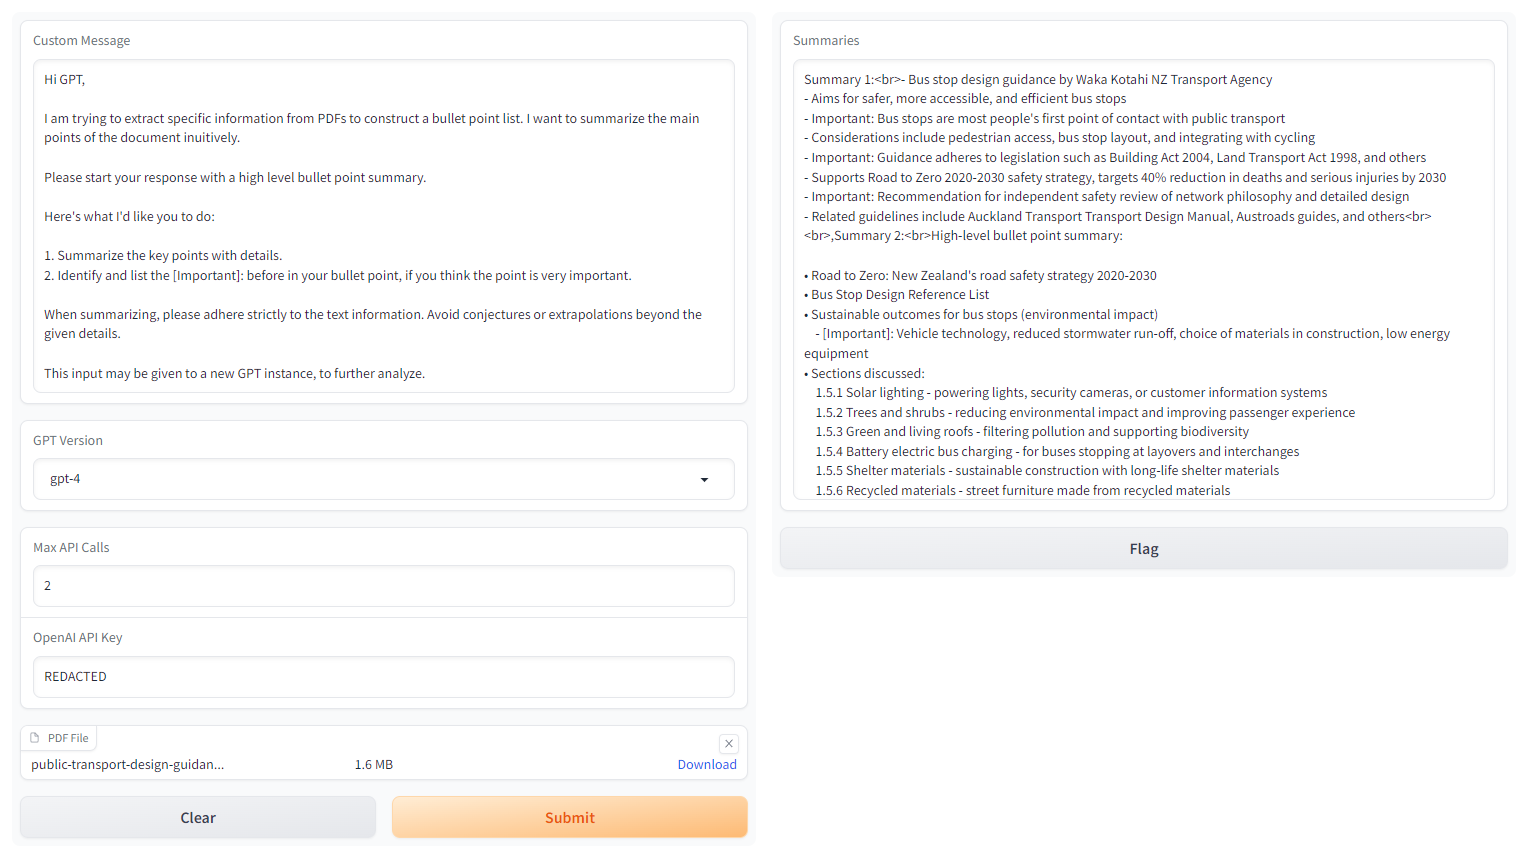 Custom Message
Hi GPT,
I am trying to extract specific information from PDFs to construct a bullet point list. I want to summarize the main
points of the document inuitively.
Please start your response with a high level bullet point summary.
Here's what I'd like you to do:
1. Summarize the key points with details.
2. Identify and list the [Important]: before in your bullet point, if you think the point is very important.
When summarizing, please adhere strictly to the text information. Avoid conjectures or extrapolations beyond the
given details.
This input may be given to a new GPT instance, to further analyze.
GPT Version
gpt-4
Max API Calls
2
OpenAI API Key
REDACTED
PDF File
public-transport-design-guidan... 1.6 MB Download
Clear
Submit
Summaries
Summary 1:<br>- Bus stop design guidance by Waka Kotahi NZ Transport Agency
- Aims for safer, more accessible, and efficient bus stops
- Important: Bus stops are most people's first point of contact with public transport
- Considerations include pedestrian access, bus stop layout, and integrating with cycling
- Important: Guidance adheres to legislation such as Building Act 2004, Land Transport Act 1998, and others
- Supports Road to Zero 2020-2030 safety strategy, targets 40% reduction in deaths and serious injuries by 2030
- Important: Recommendation for independent safety review of network philosophy and detailed design
- Related guidelines include Auckland Transport Transport Design Manual, Austroads guides, and others<br>
<br>,Summary 2:<br>High-level bullet point summary:
• Road to Zero: New Zealand's road safety strategy 2020-2030
• Bus Stop Design Reference List
• Sustainable outcomes for bus stops (environmental impact)
- [Important]: Vehicle technology, reduced stormwater run-off, choice of materials in construction, low energy
equipment
• Sections discussed:
1.5.1 Solar lighting - powering lights, security cameras, or customer information systems
1.5.2 Trees and shrubs - reducing environmental impact and improving passenger experience
1.5.3 Green and living roofs - filtering pollution and supporting biodiversity
1.5.4 Battery electric bus charging - for buses stopping at layovers and interchanges
1.5.5 Shelter materials - sustainable construction with long-life shelter materials
1.5.6 Recycled materials - street furniture made from recycled materials
Flag